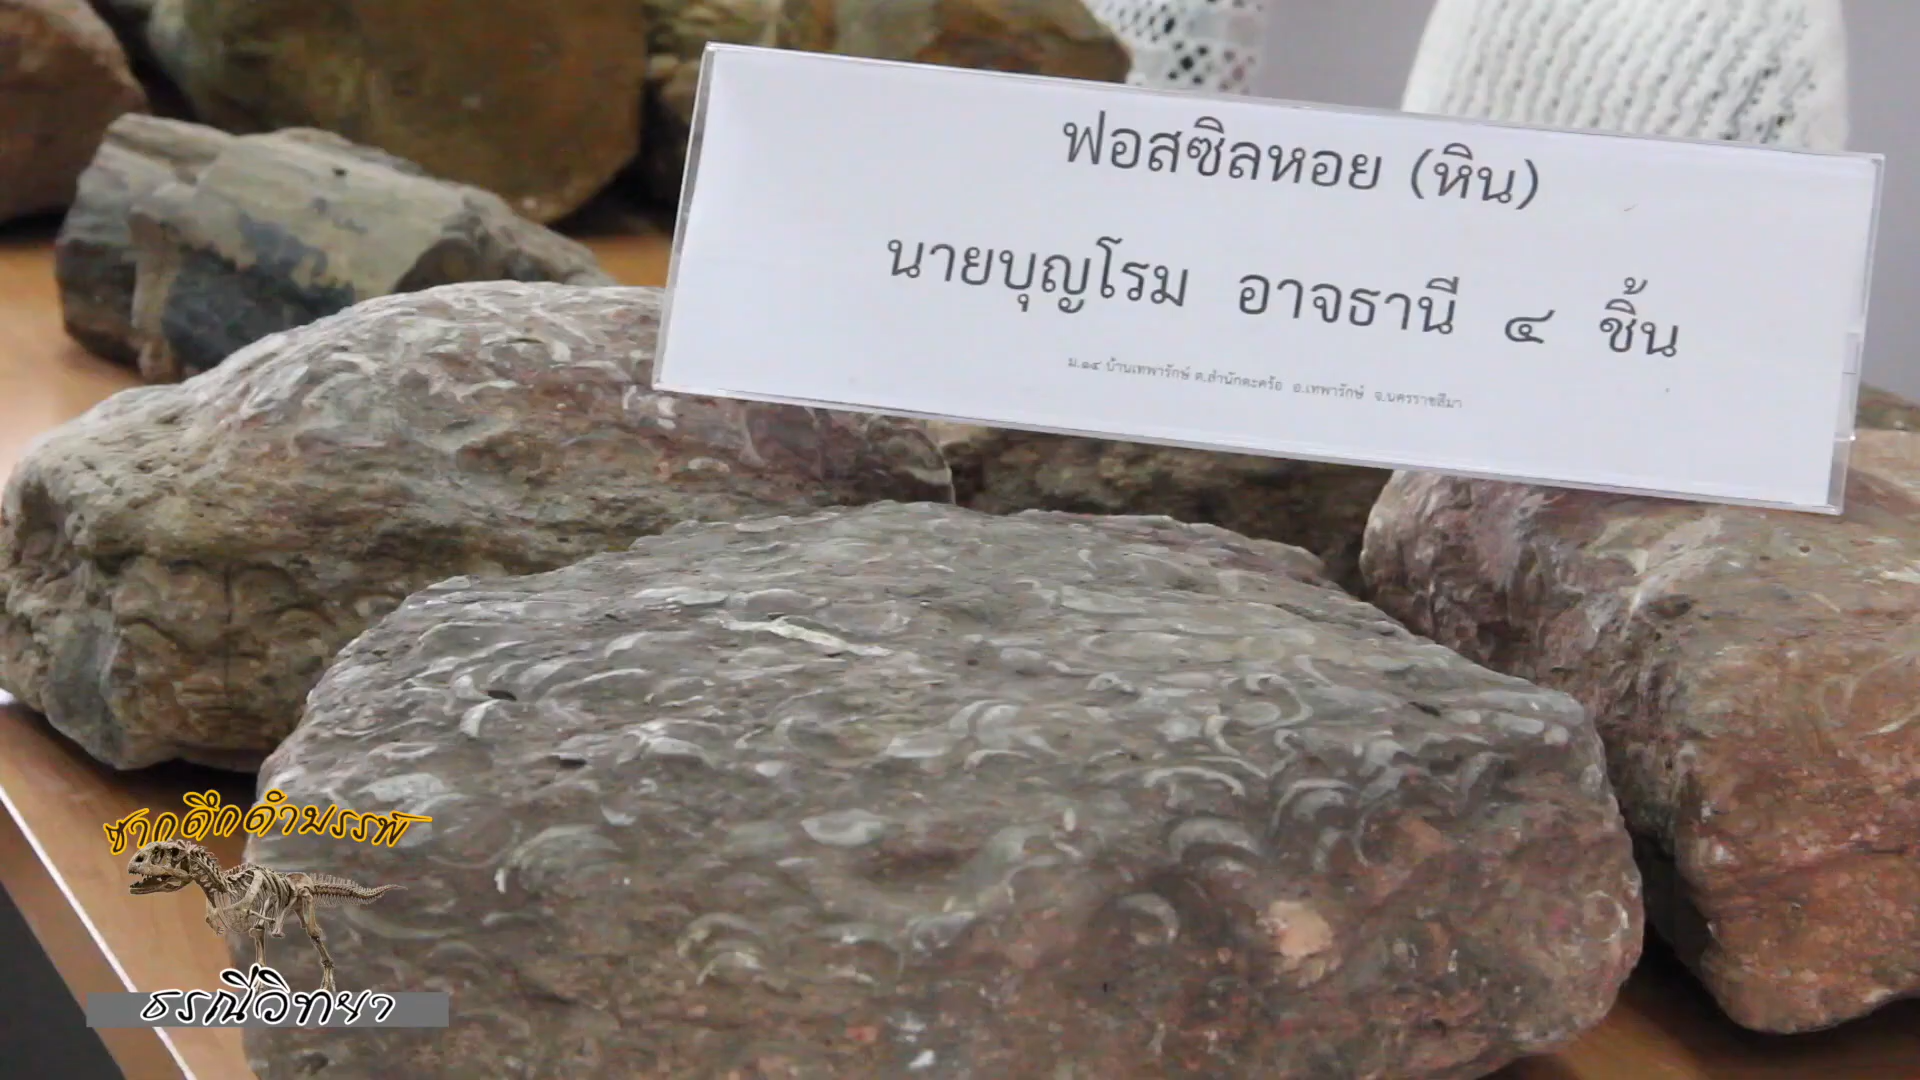 ฟอสซิลหอย (หิน)
นายบุญโรม อาจธานี ๔ ชิ้น
ม.๑๔ บ้านเทพารักษ์ ต.สำนักตะคร้อ อ.เทพารักษ์ จ.นครราชสีมา
ซากดึกดำบรรพ์
ธรณีวิทยา